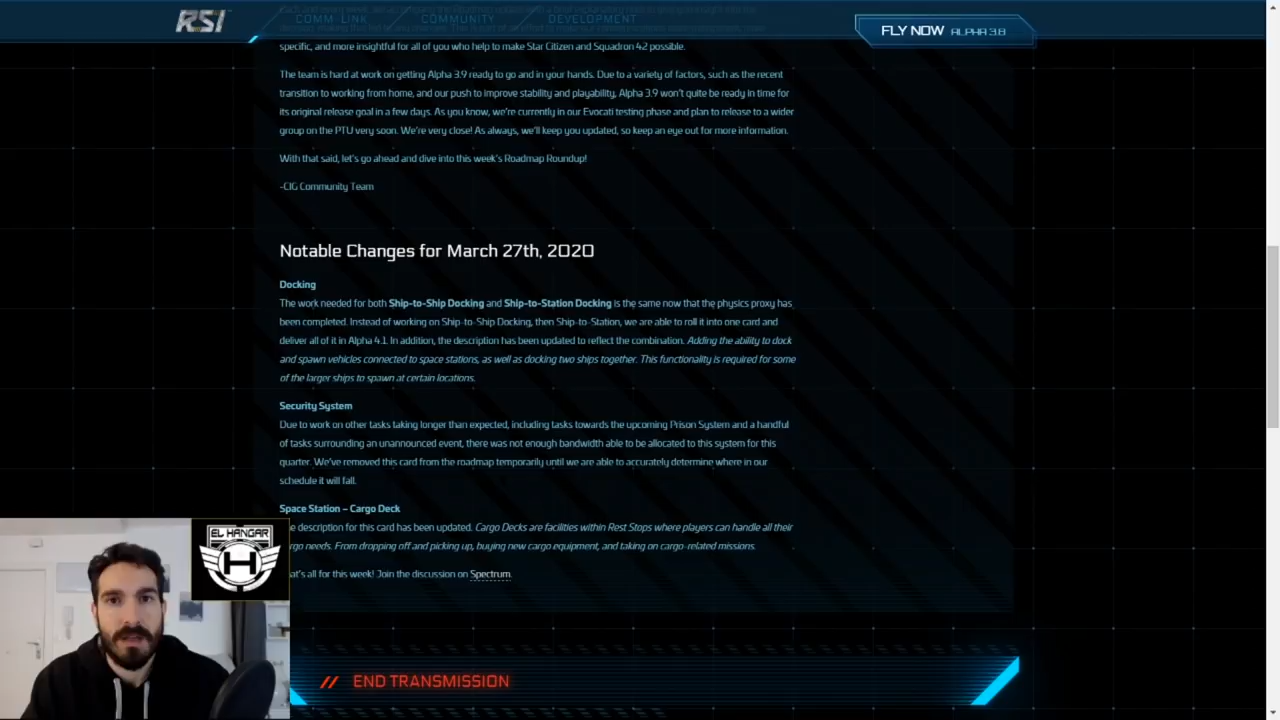 RSI
COMM-LINK
COMMUNITY
DEVELOPMENT
FLY NOW ALPHA 3.8
specific, and more insightful for all of you who help to make Star Citizen and Squadron 42 possible.
The team is hard at work on getting Alpha 3.9 ready to go and in your hands. Due to a variety of factors, such as the recent
transition to working from home, and our push to improve stability and playability, Alpha 3.9 won't quite be ready in time for
its original release goal in a few days. As you know, we're currently in our Evocati testing phase and plan to release to a wider
group on the PTU very soon. We're very close! As always, we'll keep you updated, so keep an eye out for more information.
With that said, let's go ahead and dive into this week's Roadmap Roundup!
-CIG Community Team
Notable Changes for March 27th, 2020
Docking
The work needed for both Ship-to-Ship Docking and Ship-to-Station Docking is the same now that the physics proxy has
been completed. Instead of working on Ship-to-Ship Docking, then Ship-to-Station, we are able to roll it into one card and
deliver all of it in Alpha 4.1. In addition, the description has been updated to reflect the combination. Adding the ability to dock
and spawn vehicles connected to space stations, as well as docking two ships together. This functionality is required for some
of the larger ships to spawn at certain locations.
Security System
Due to work on other tasks taking longer than expected, including tasks towards the upcoming Prison System and a handful
of tasks surrounding an unannounced event, there was not enough bandwidth able to be allocated to this system for this
quarter. We've removed this card from the roadmap temporarily until we are able to accurately determine where in our
schedule it will fall.
Space Station – Cargo Deck
e description for this card has been updated. Cargo Decks are facilities within Rest Stops where players can handle all their
rgo needs. From dropping off and picking up, buying new cargo equipment, and taking on cargo-related missions.
at's all for this week! Join the discussion on Spectrum.
EL HANGAR
H
// END TRANSMISSION